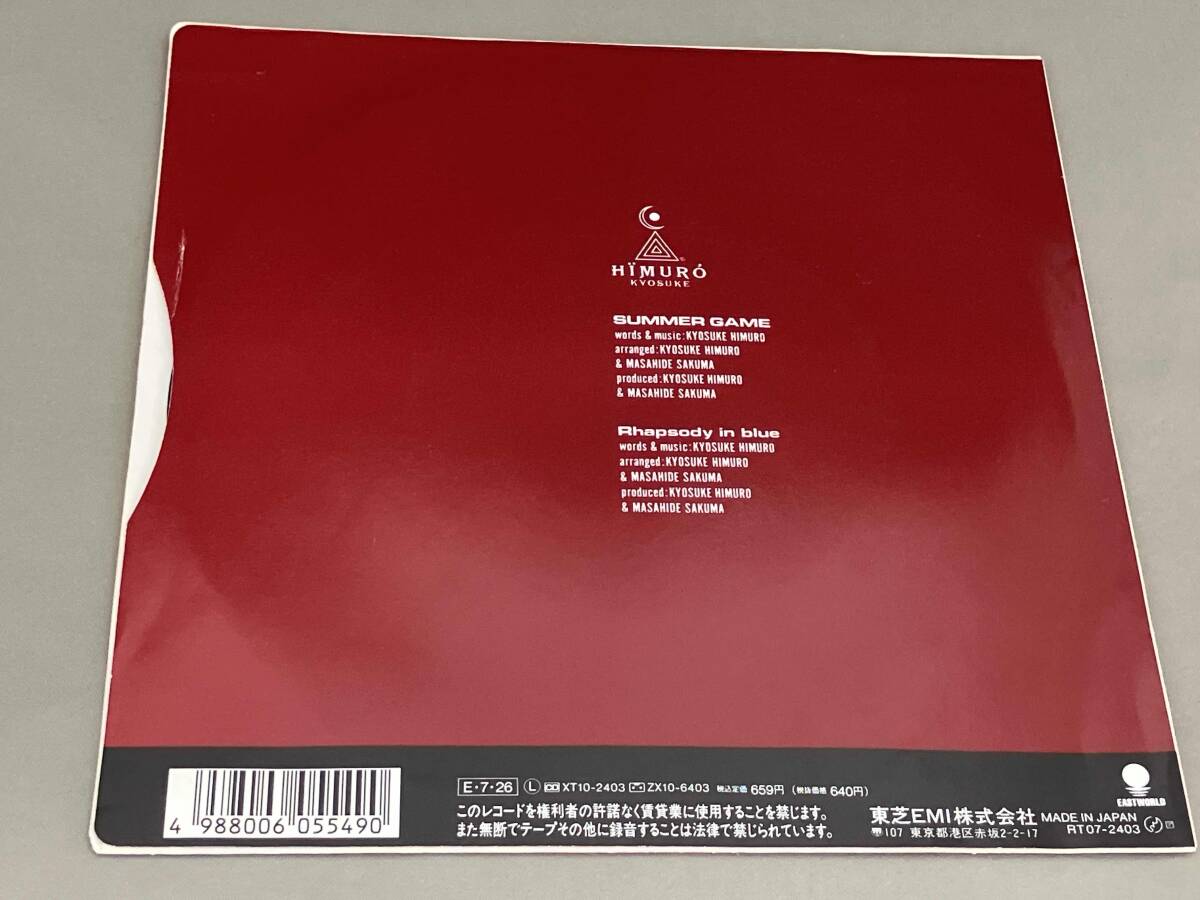 HÏMURÓ
KYOSUKE
SUMMER GAME
words & music:KYOSUKE HIMURO
arranged:KYOSUKE HIMURO
& MASAHIDE SAKUMA
produced:KYOSUKE HIMURO
& MASAHIDE SAKUMA
Rhapsody in blue
words & music:KYOSUKE HIMURO
arranged:KYOSUKE HIMURO
& MASAHIDE SAKUMA
produced:KYOSUKE HIMURO
& MASAHIDE SAKUMA
4 988006 055490
E・7・26 Ⓛ XT10-2403 ZX10-6403 税込定価 659円 (税抜価格 640円)
このレコードを権利者の許諾なく賃貸業に使用することを禁じます。
また無断でテープその他に録音することは法律で禁じられています。
東芝EMI株式会社 MADE IN JAPAN
〒107 東京都港区赤坂2-2-17 RT07-2403
EASTWORLD